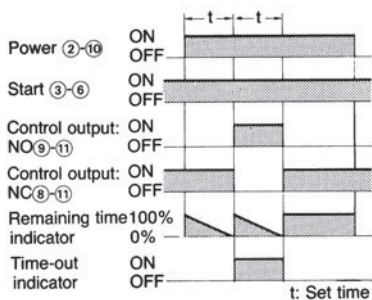 t t
Power ②-⑩ ON
OFF
Start ③-⑥ ON
OFF
Control output: ON
NO⑨-⑪ OFF
Control output: ON
NC⑧-⑪ OFF
Remaining time 100%
indicator 0%
Time-out ON
indicator OFF
t: Set time